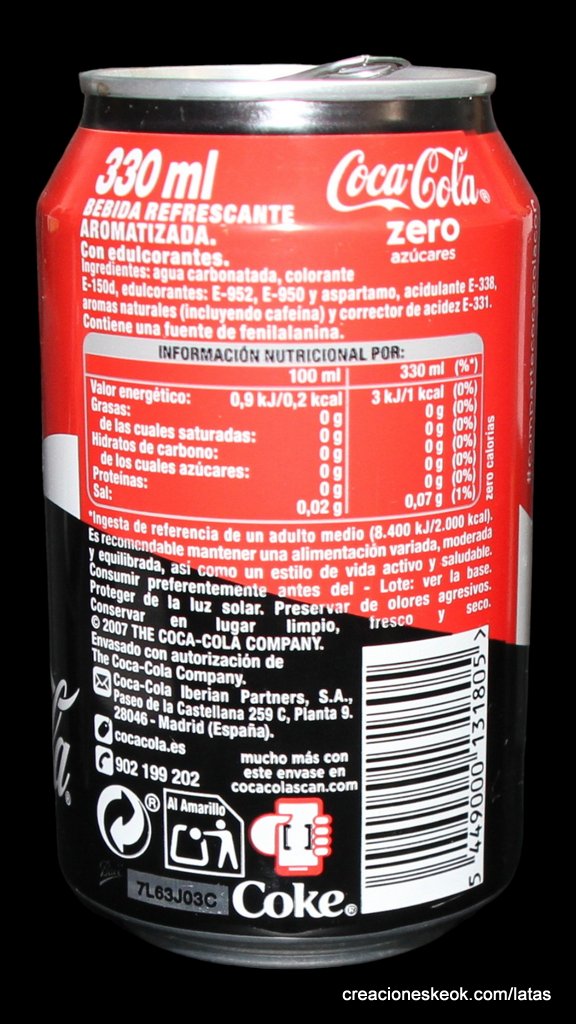 330 ml
BEBIDA REFRESCANTE
AROMATIZADA.
Con edulcorantes.
Coca-Cola®
zero
azúcares
Ingredientes: agua carbonatada, colorante
E-150d, edulcorantes: E-952, E-950 y aspartamo, acidulante E-338,
aromas naturales (incluyendo cafeína) y corrector de acidez E-331.
Contiene una fuente de fenilalanina.
INFORMACIÓN NUTRICIONAL POR:
100 ml 330 ml (%*)
Valor energético: 0,9 kJ/0,2 kcal 3 kJ/1 kcal (0%)
Grasas: 0 g 0 g (0%)
de las cuales saturadas: 0 g 0 g (0%)
Hidratos de carbono: 0 g 0 g (0%)
de los cuales azúcares: 0 g 0 g (0%)
Proteínas: 0 g 0 g (0%)
Sal: 0,02 g 0,07 g (1%)
zero calorías
*Ingesta de referencia de un adulto medio (8.400 kJ/2.000 kcal).
Es recomendable mantener una alimentación variada, moderada
y equilibrada, así como un estilo de vida activo y saludable.
Consumir preferentemente antes del - Lote: ver la base.
Proteger de la luz solar. Preservar de olores agresivos.
Conservar en lugar limpio, fresco y seco.
© 2007 THE COCA-COLA COMPANY.
Envasado con autorización de
The Coca-Cola Company.
Coca-Cola Iberian Partners, S.A.,
Paseo de la Castellana 259 C, Planta 9.
28046 - Madrid (España).
cocacola.es
902 199 202
mucho más con
este envase en
cocacolascan.com
®
Al Amarillo
7L63J03C
Coke®
5 449000 131805 >
la®
creacioneskeok.com/latas